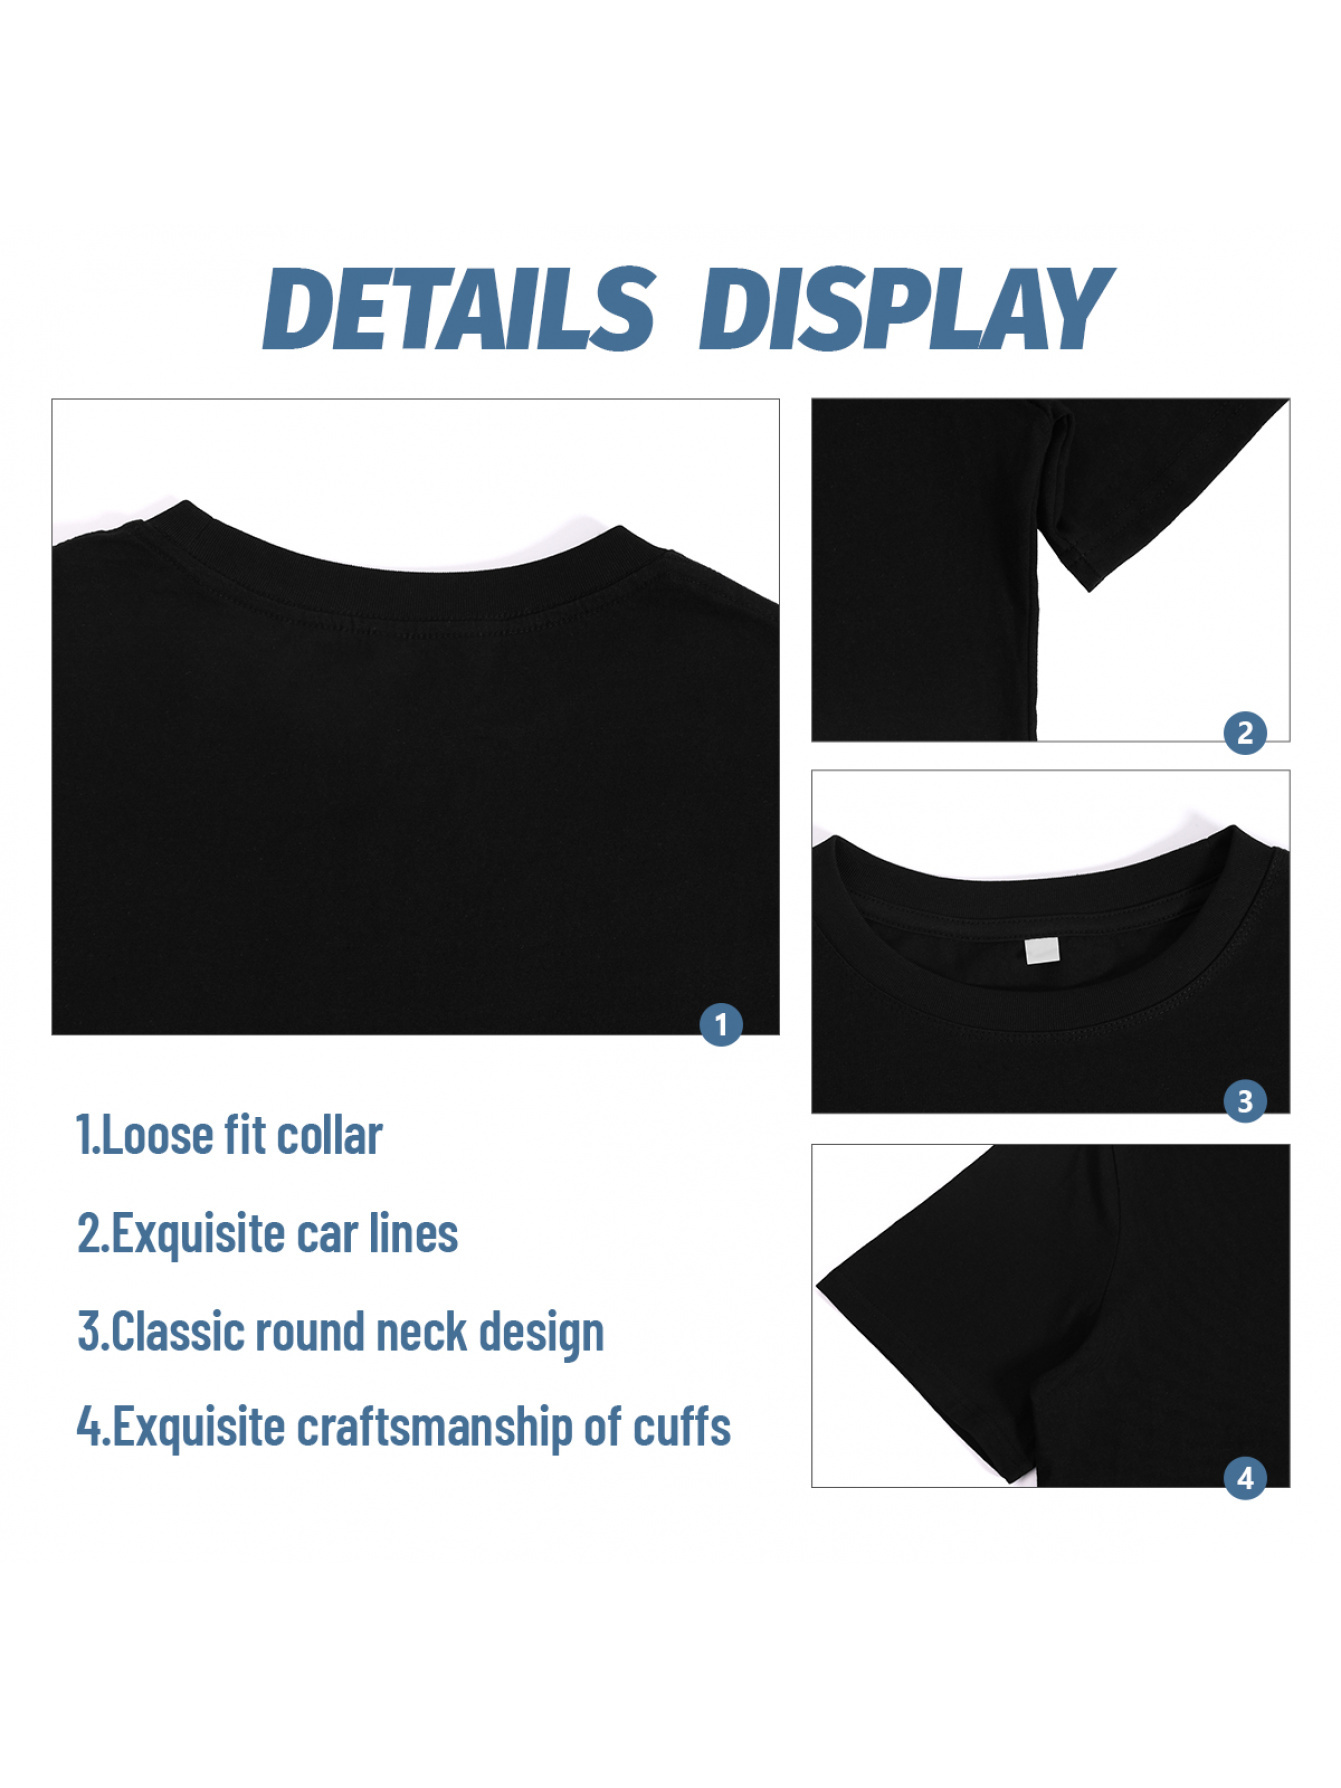 DETAILS DISPLAY
1
2
3
4
1.Loose fit collar
2.Exquisite car lines
3.Classic round neck design
4.Exquisite craftsmanship of cuffs